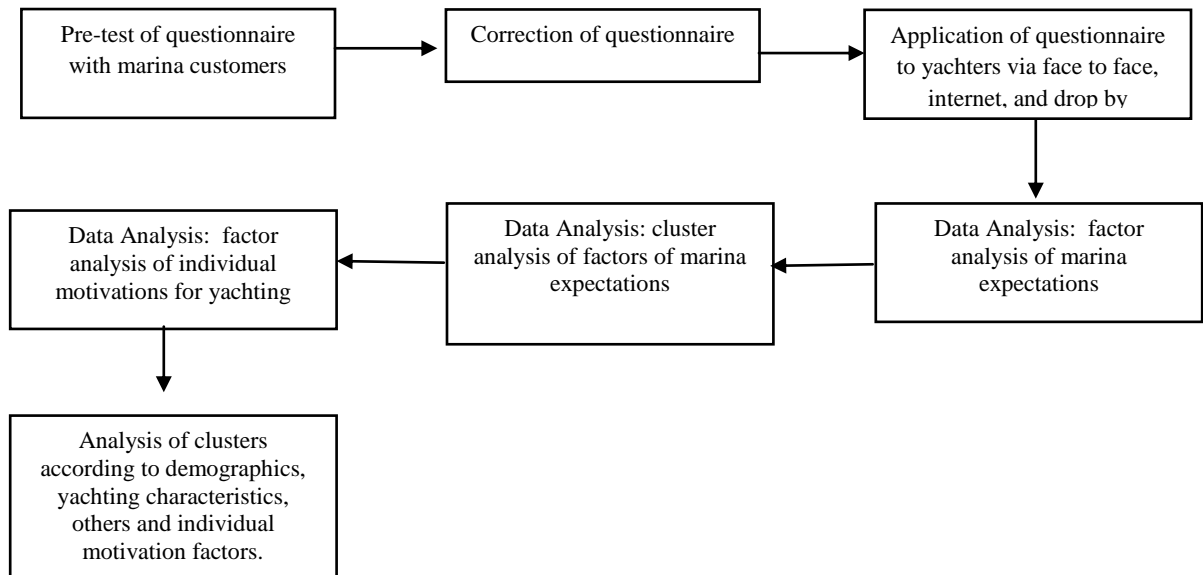 Pre-test of questionnaire
with marina customers
Correction of questionnaire
Application of questionnaire
to yachters via face to face,
internet, and drop by
Data Analysis: factor
analysis of marina
expectations
Data Analysis: cluster
analysis of factors of marina
expectations
Data Analysis: factor
analysis of individual
motivations for yachting
Analysis of clusters
according to demographics,
yachting characteristics,
others and individual
motivation factors.